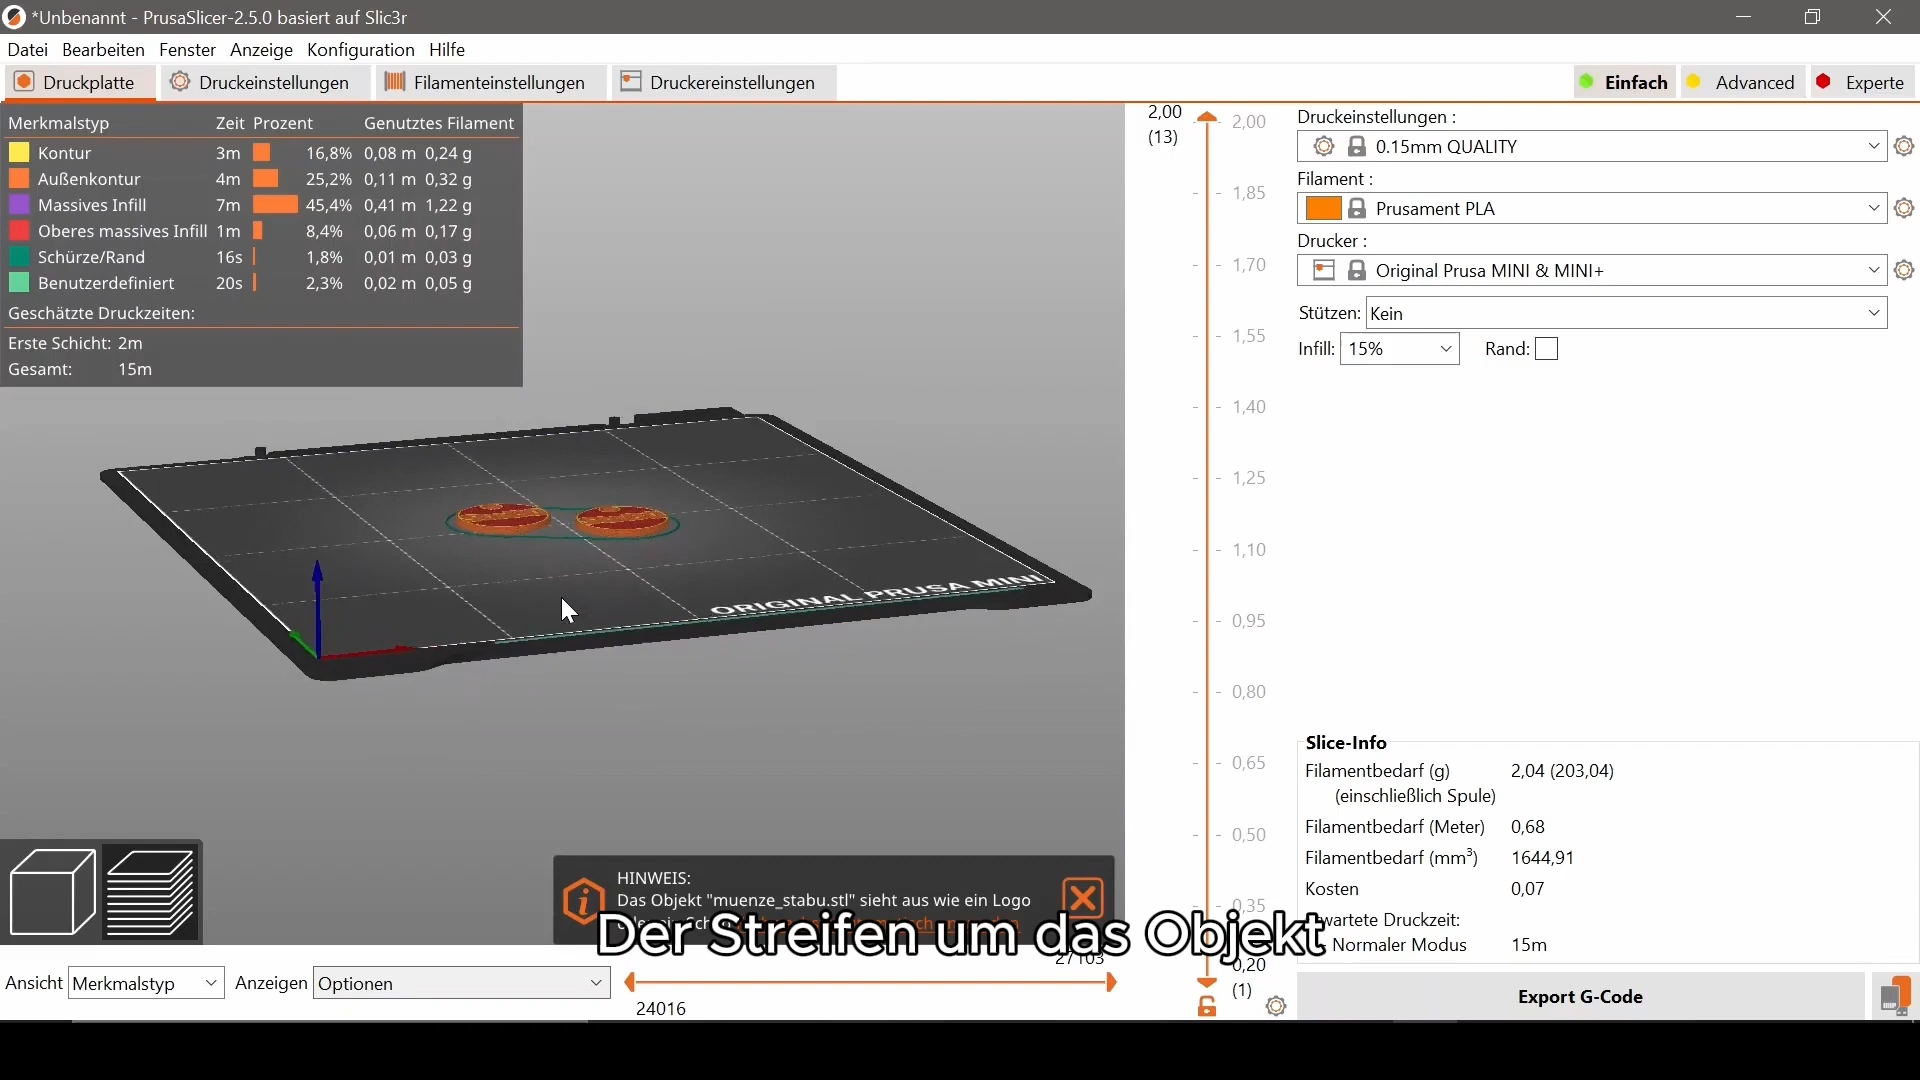 *Unbenannt - PrusaSlicer-2.5.0 basiert auf Slic3r
Datei Bearbeiten Fenster Anzeige Konfiguration Hilfe
Druckplatte Druckeinstellungen Filamenteinstellungen Druckereinstellungen Einfach Advanced Experte
Merkmalstyp Zeit Prozent Genutztes Filament
Kontur 3m 16,8% 0,08 m 0,24 g
Außenkontur 4m 25,2% 0,11 m 0,32 g
Massives Infill 7m 45,4% 0,41 m 1,22 g
Oberes massives Infill 1m 8,4% 0,06 m 0,17 g
Schürze/Rand 16s 1,8% 0,01 m 0,03 g
Benutzerdefiniert 20s 2,3% 0,02 m 0,05 g
Geschätzte Druckzeiten:
Erste Schicht: 2m
Gesamt: 15m
ORIGINAL PRUSA MINI
2,00
(13)
2,00
1,85
1,70
1,55
1,40
1,25
1,10
0,95
0,80
0,65
0,50
0,35
0,20
(1)
Druckeinstellungen :
0.15mm QUALITY
Filament :
Prusament PLA
Drucker :
Original Prusa MINI & MINI+
Stützen: Kein
Infill: 15% Rand:
Slice-Info
Filamentbedarf (g) 2,04 (203,04)
(einschließlich Spule)
Filamentbedarf (Meter) 0,68
Filamentbedarf (mm³) 1644,91
Kosten 0,07
Druckzeit:
Normaler Modus 15m
Export G-Code
HINWEIS:
Das Objekt "muenze_stabu.stl" sieht aus wie ein Logo
Der Streifen um das Objekt
Ansicht Merkmalstyp Anzeigen Optionen
27103
24016